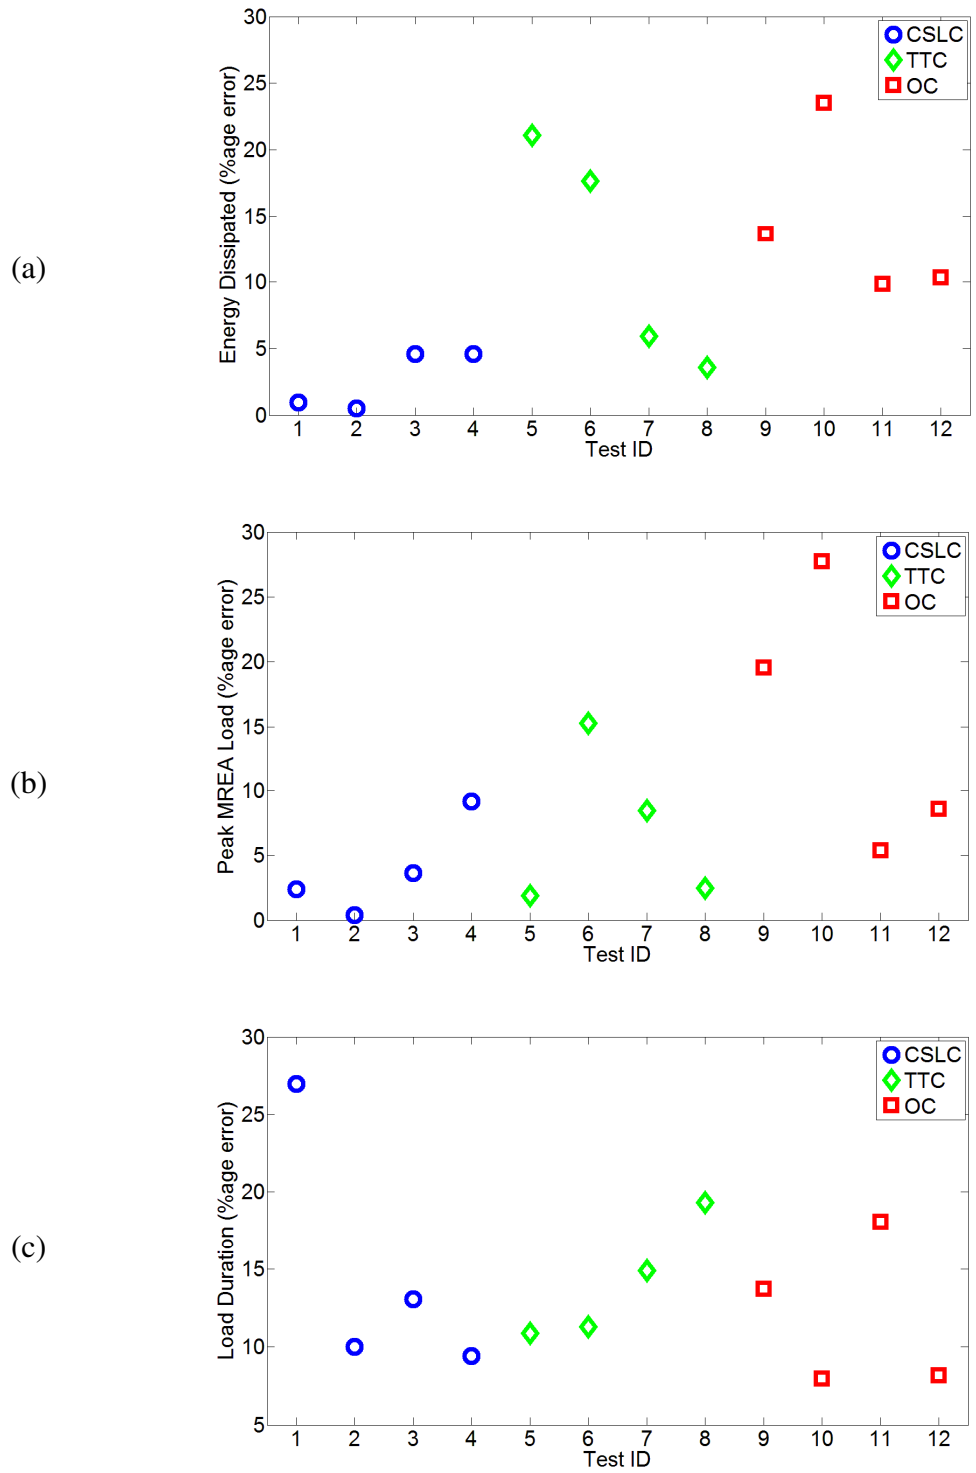 (a)
Energy Dissipated (%age error)
30
25
20
15
10
5
0
1 2 3 4 5 6 7 8 9 10 11 12
Test ID
CSLC
TTC
OC
(b)
Peak MREA Load (%age error)
30
25
20
15
10
5
0
1 2 3 4 5 6 7 8 9 10 11 12
Test ID
CSLC
TTC
OC
(c)
Load Duration (%age error)
30
25
20
15
10
5
1 2 3 4 5 6 7 8 9 10 11 12
Test ID
CSLC
TTC
OC